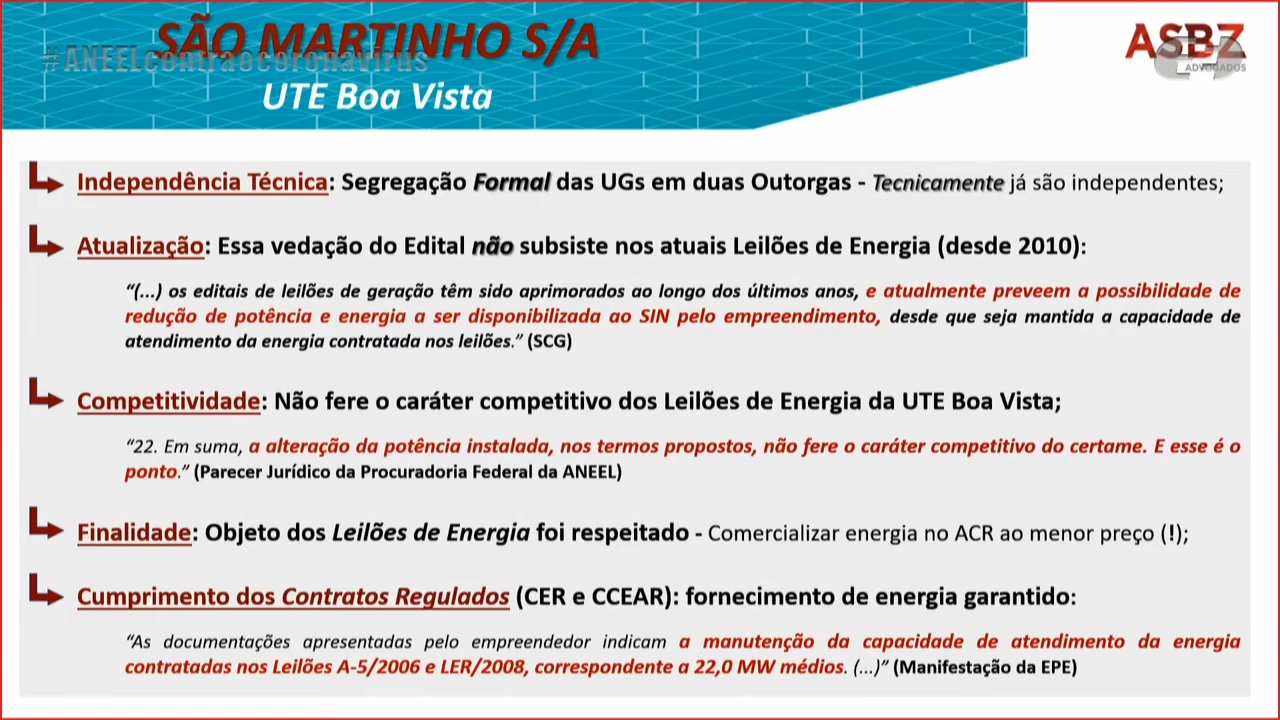 SÃO MARTINHO S/A
#ANEELcontraocoronavirus
UTE Boa Vista
ASBZ
ADVOGADOS
Independência Técnica: Segregação Formal das UGs em duas Outorgas - Tecnicamente já são independentes;
Atualização: Essa vedação do Edital não subsiste nos atuais Leilões de Energia (desde 2010):
“(...) os editais de leilões de geração têm sido aprimorados ao longo dos últimos anos, e atualmente preveem a possibilidade de
redução de potência e energia a ser disponibilizada ao SIN pelo empreendimento, desde que seja mantida a capacidade de
atendimento da energia contratada nos leilões.” (SCG)
Competitividade: Não fere o caráter competitivo dos Leilões de Energia da UTE Boa Vista;
“22. Em suma, a alteração da potência instalada, nos termos propostos, não fere o caráter competitivo do certame. E esse é o
ponto.” (Parecer Jurídico da Procuradoria Federal da ANEEL)
Finalidade: Objeto dos Leilões de Energia foi respeitado - Comercializar energia no ACR ao menor preço (!);
Cumprimento dos Contratos Regulados (CER e CCEAR): fornecimento de energia garantido:
“As documentações apresentadas pelo empreendedor indicam a manutenção da capacidade de atendimento da energia
contratadas nos Leilões A-5/2006 e LER/2008, correspondente a 22,0 MW médios. (...)” (Manifestação da EPE)